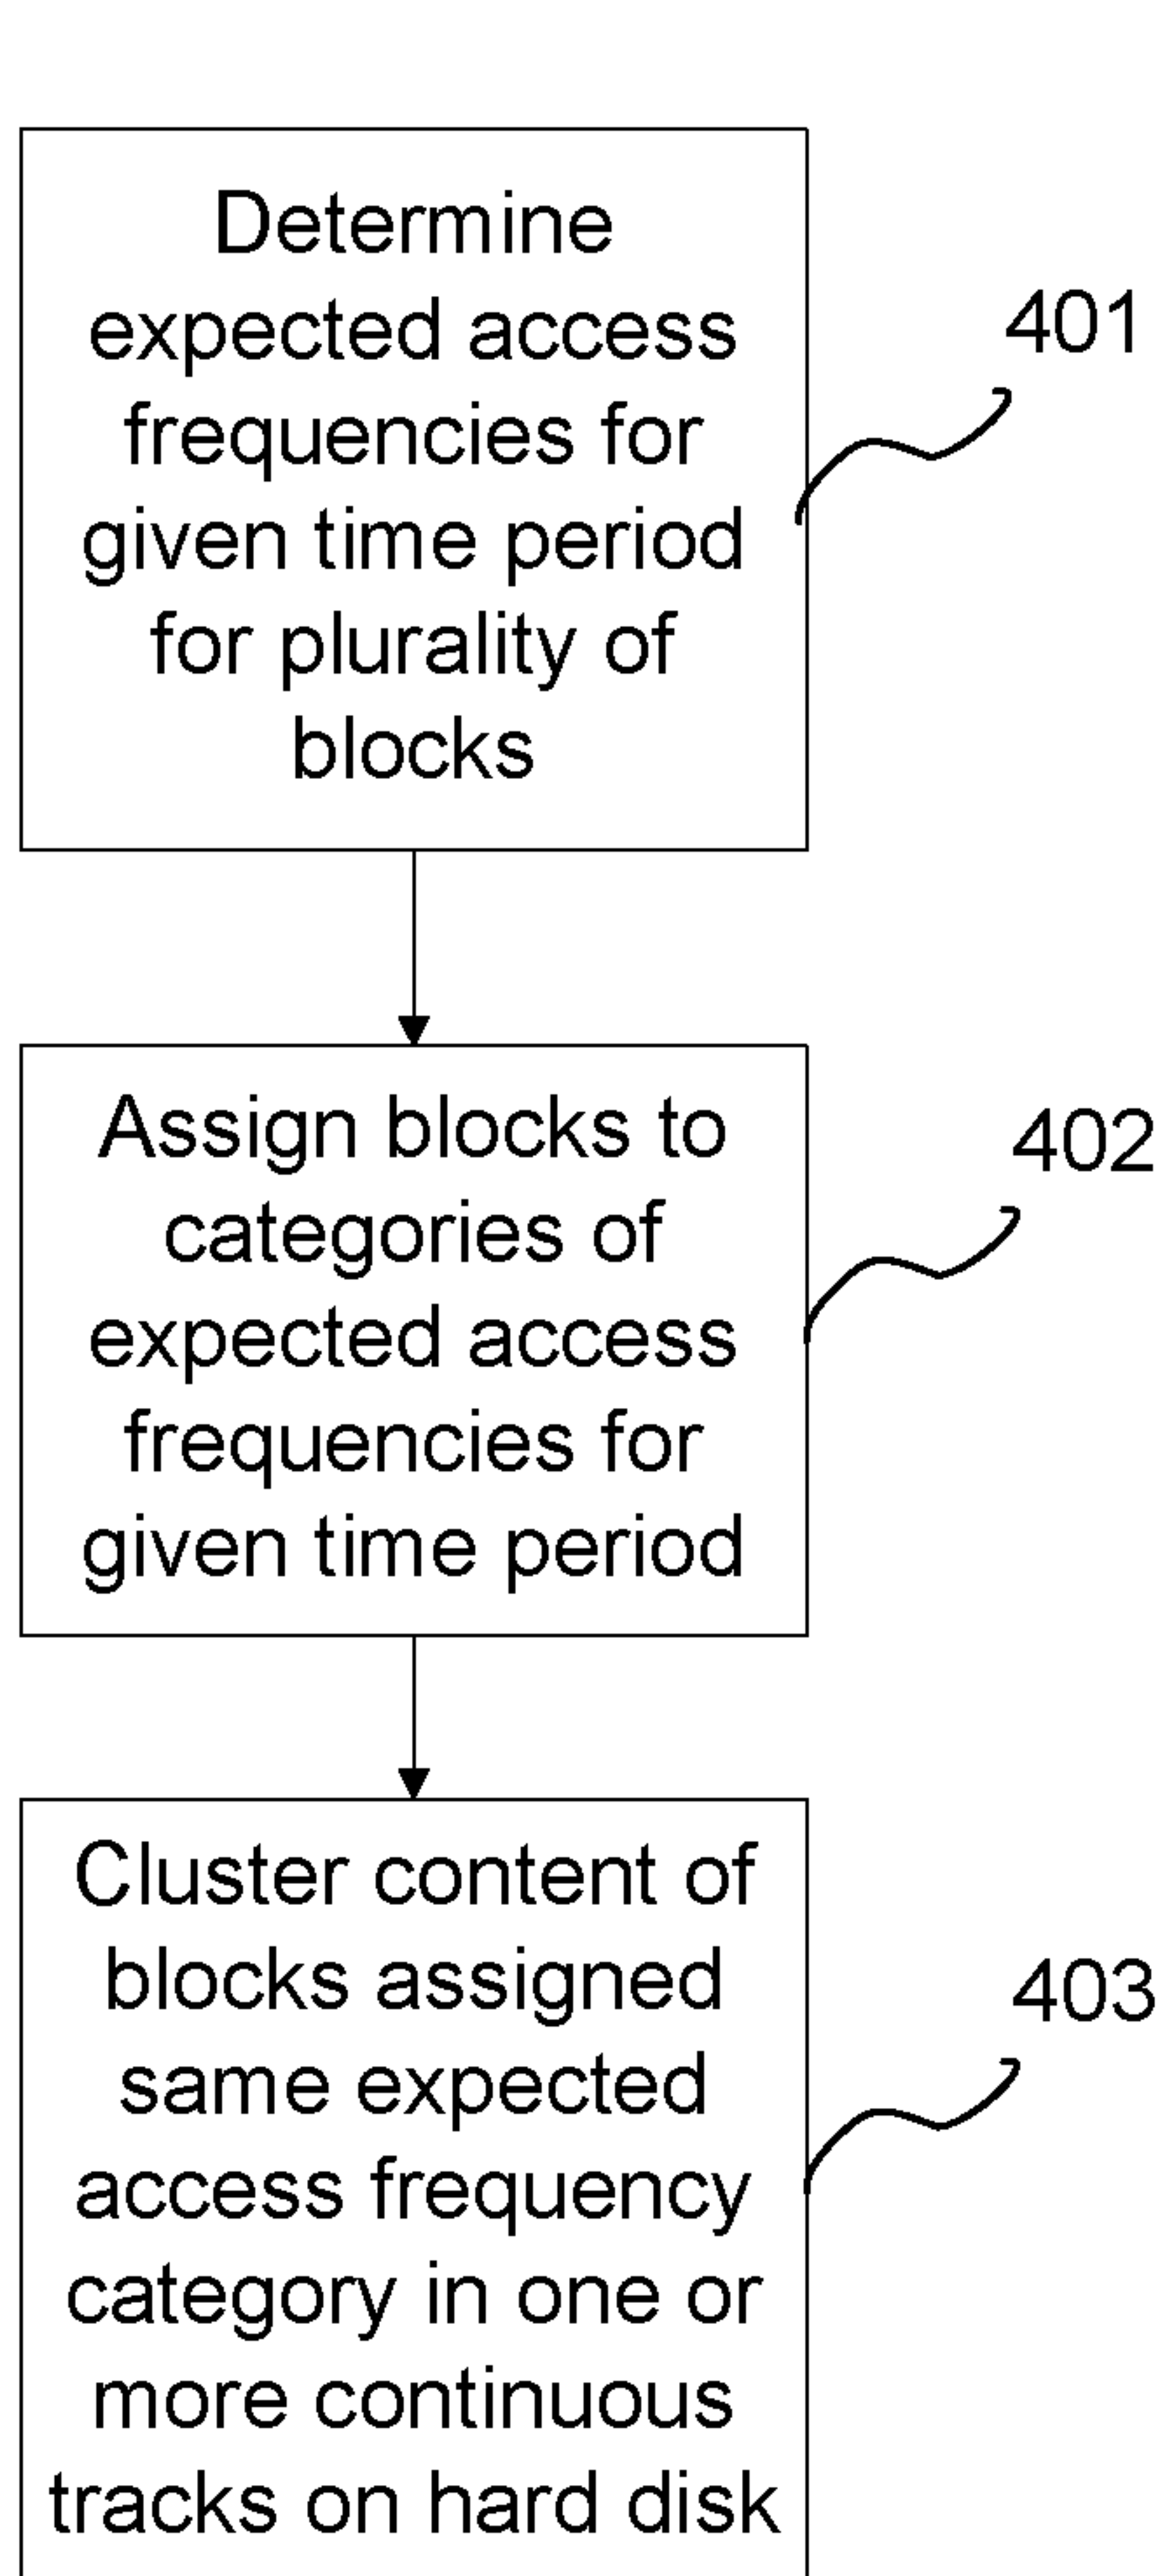 Determine
expected access
frequencies for
given time period
for plurality of
blocks
401
Assign blocks to
categories of
expected access
frequencies for
given time period
402
Cluster content of
blocks assigned
same expected
access frequency
category in one or
more continuous
tracks on hard disk
403